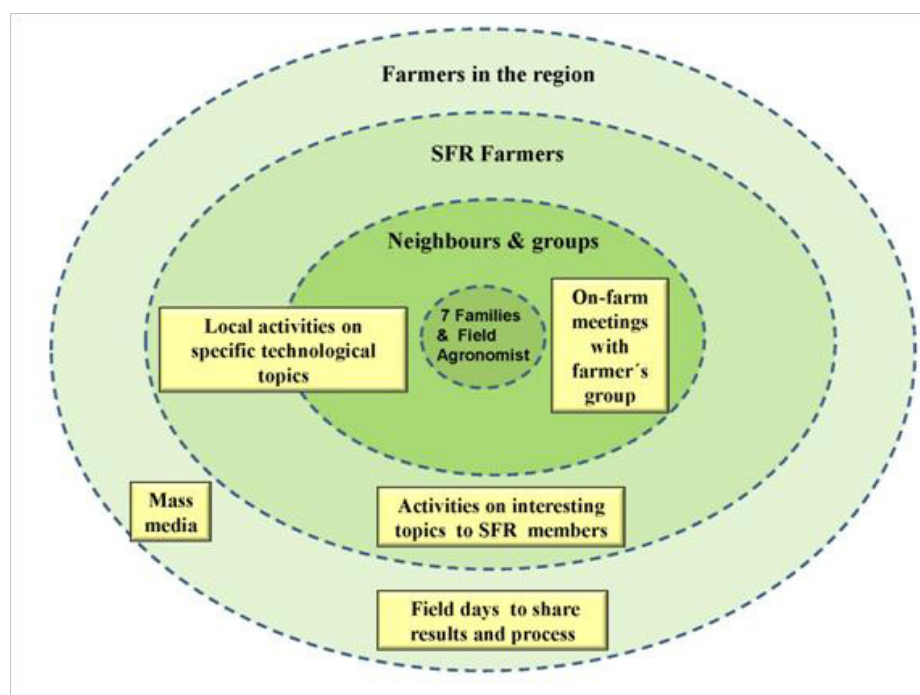 Farmers in the region
SFR Farmers
Neighbours & groups
7 Families
& Field
Agronomist
On-farm
meetings
with
farmer´s
group
Local activities on
specific technological
topics
Mass
media
Activities on interesting
topics to SFR members
Field days to share
results and process